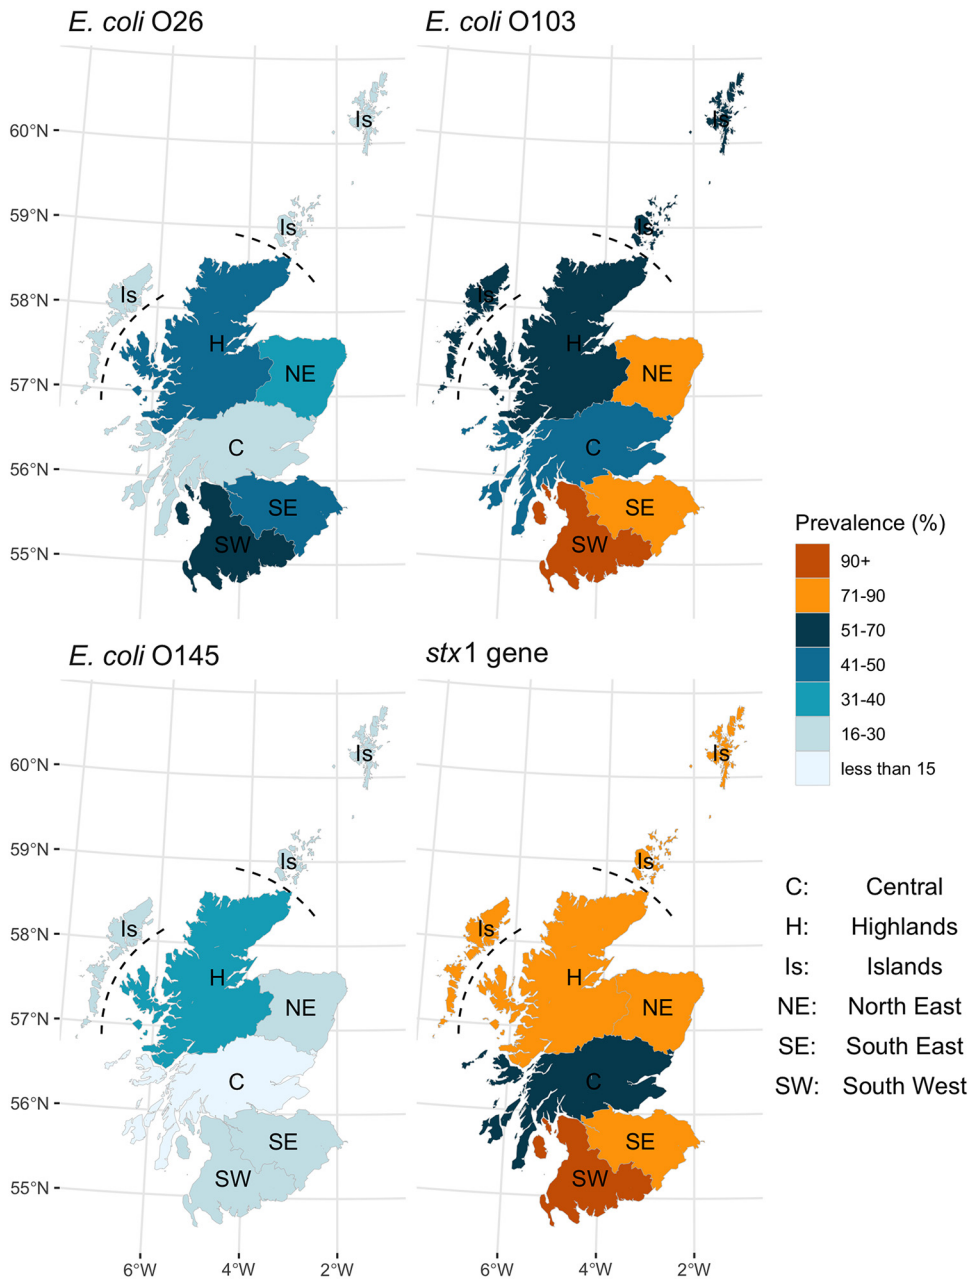 E. coli O26
E. coli O103
60°N
59°N
58°N
57°N
56°N
55°N
Is
Is
Is
H
NE
C
SE
SW
Is
Is
Is
H
NE
C
SE
SW
Prevalence (%)
90+
71-90
51-70
41-50
31-40
16-30
less than 15
E. coli O145
stx1 gene
60°N
59°N
58°N
57°N
56°N
55°N
Is
Is
Is
H
NE
C
SE
SW
Is
Is
Is
H
NE
C
SE
SW
6°W 4°W 2°W
6°W 4°W 2°W
C: Central
H: Highlands
Is: Islands
NE: North East
SE: South East
SW: South West